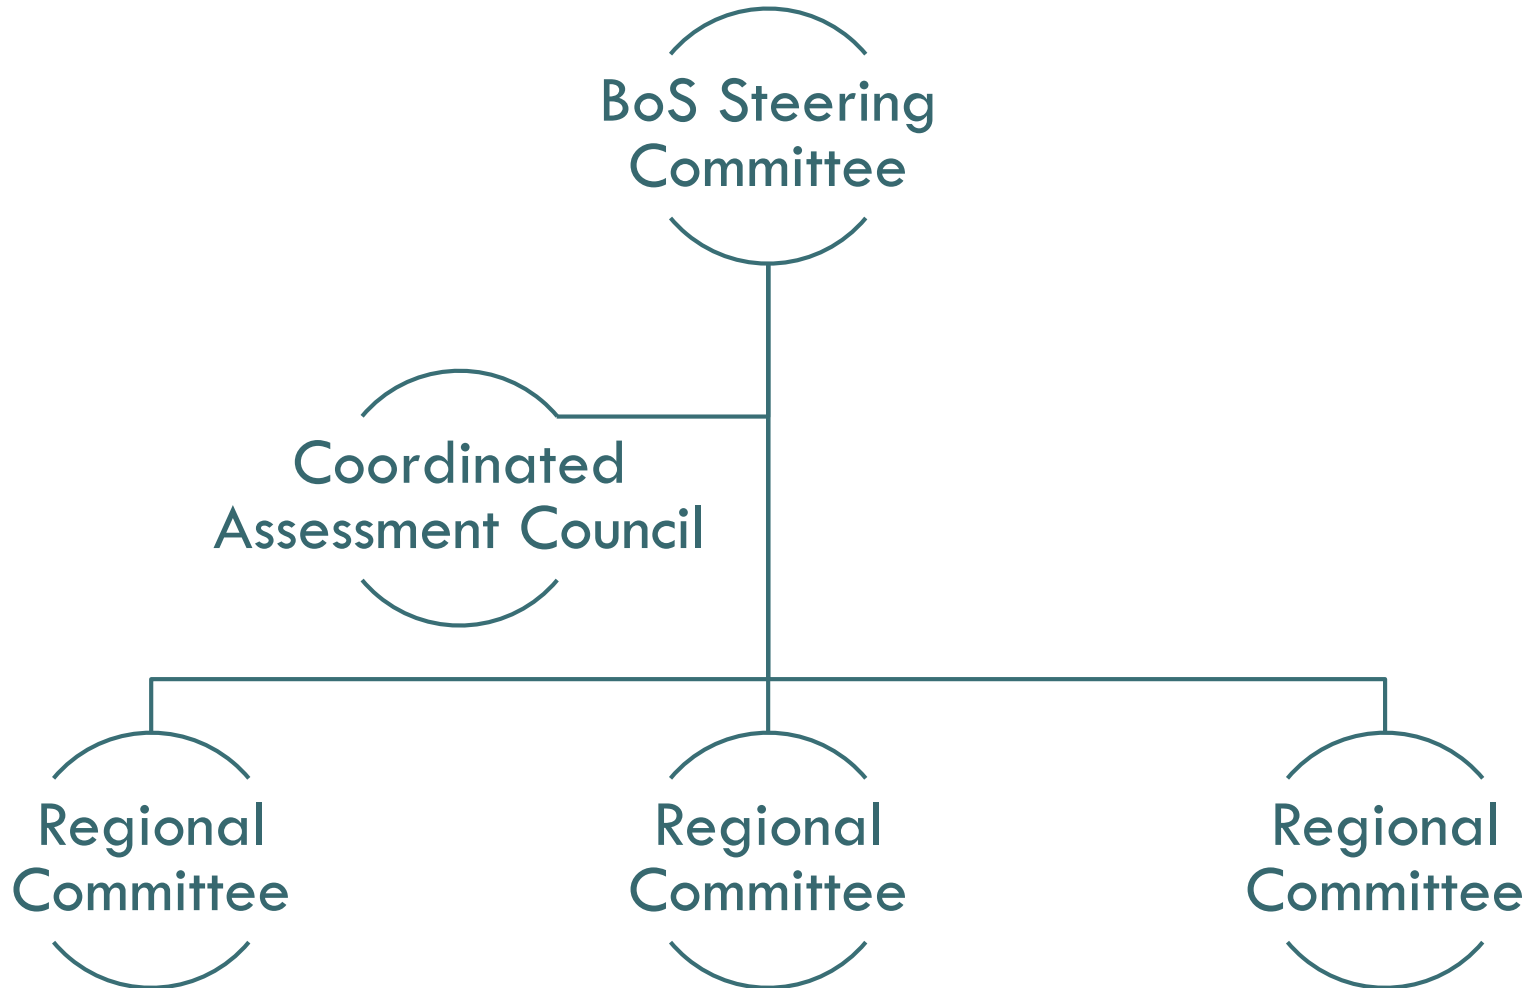 BoS Steering
Committee
Coordinated
Assessment Council
Regional
Committee
Regional
Committee
Regional
Committee